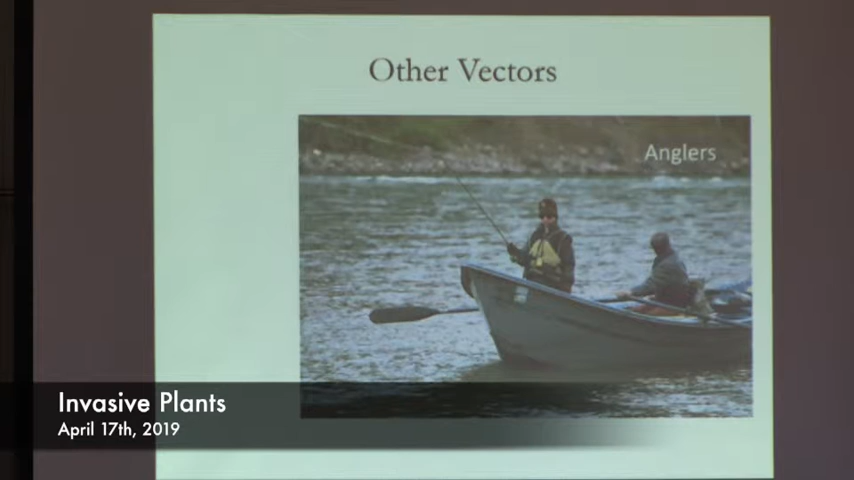 Other Vectors
Anglers
Invasive Plants
April 17th, 2019